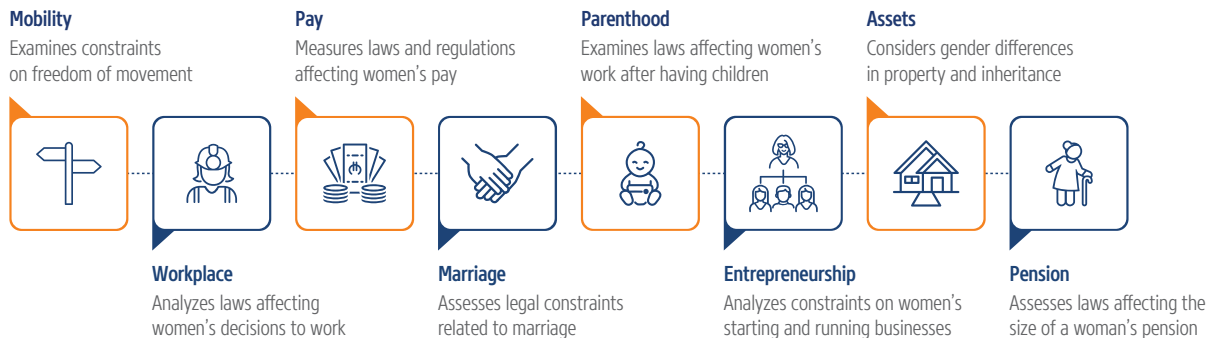 Mobility
Examines constraints
on freedom of movement
Pay
Measures laws and regulations
affecting women's pay
Parenthood
Examines laws affecting women's
work after having children
Assets
Considers gender differences
in property and inheritance
Workplace
Analyzes laws affecting
women's decisions to work
Marriage
Assesses legal constraints
related to marriage
Entrepreneurship
Analyzes constraints on women's
starting and running businesses
Pension
Assesses laws affecting the
size of a woman's pension